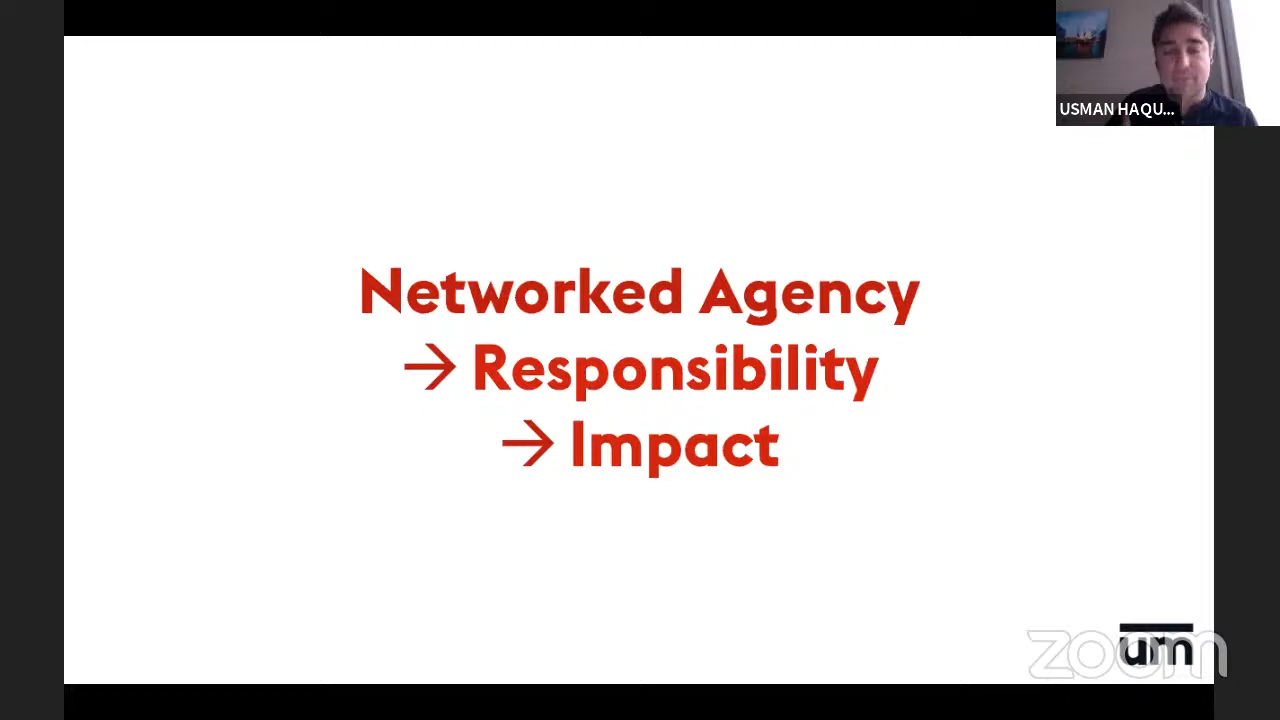 USMAN HAQU...
Networked Agency
→ Responsibility
→ Impact
zoom
um